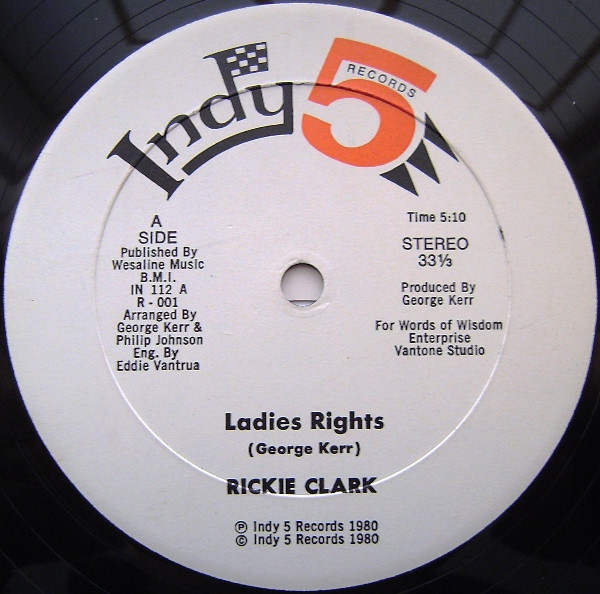 Indy 5
RECORDS
A
SIDE
Published By
Wesaline Music
B.M.I.
IN 112 A
R - 001
Arranged By
George Kerr &
Philip Johnson
Eng. By
Eddie Vantrua
Time 5:10
STEREO
33⅓
Produced By
George Kerr
For Words of Wisdom
Enterprise
Vantone Studio
Ladies Rights
(George Kerr)
RICKIE CLARK
℗ Indy 5 Records 1980
© Indy 5 Records 1980